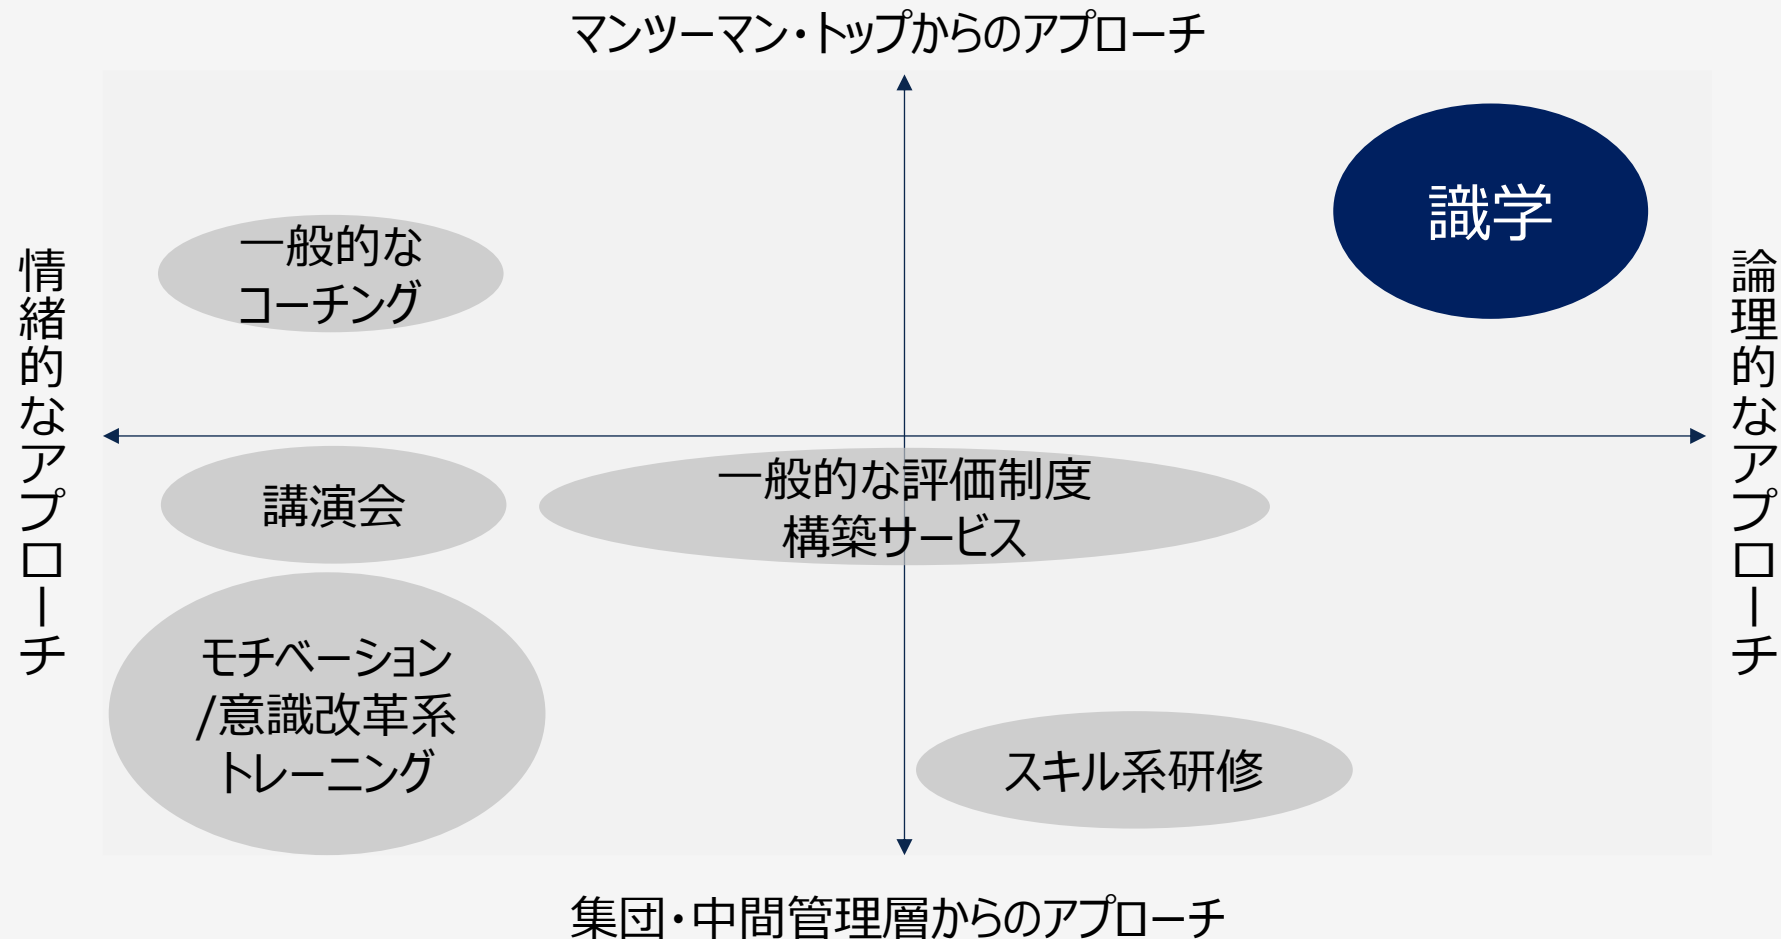 マンツーマン・トップからのアプローチ
識学
一般的な
コーチング
情緒的なアプローチ
論理的なアプローチ
講演会
一般的な評価制度
構築サービス
モチベーション
/意識改革系
トレーニング
スキル系研修
集団・中間管理層からのアプローチ